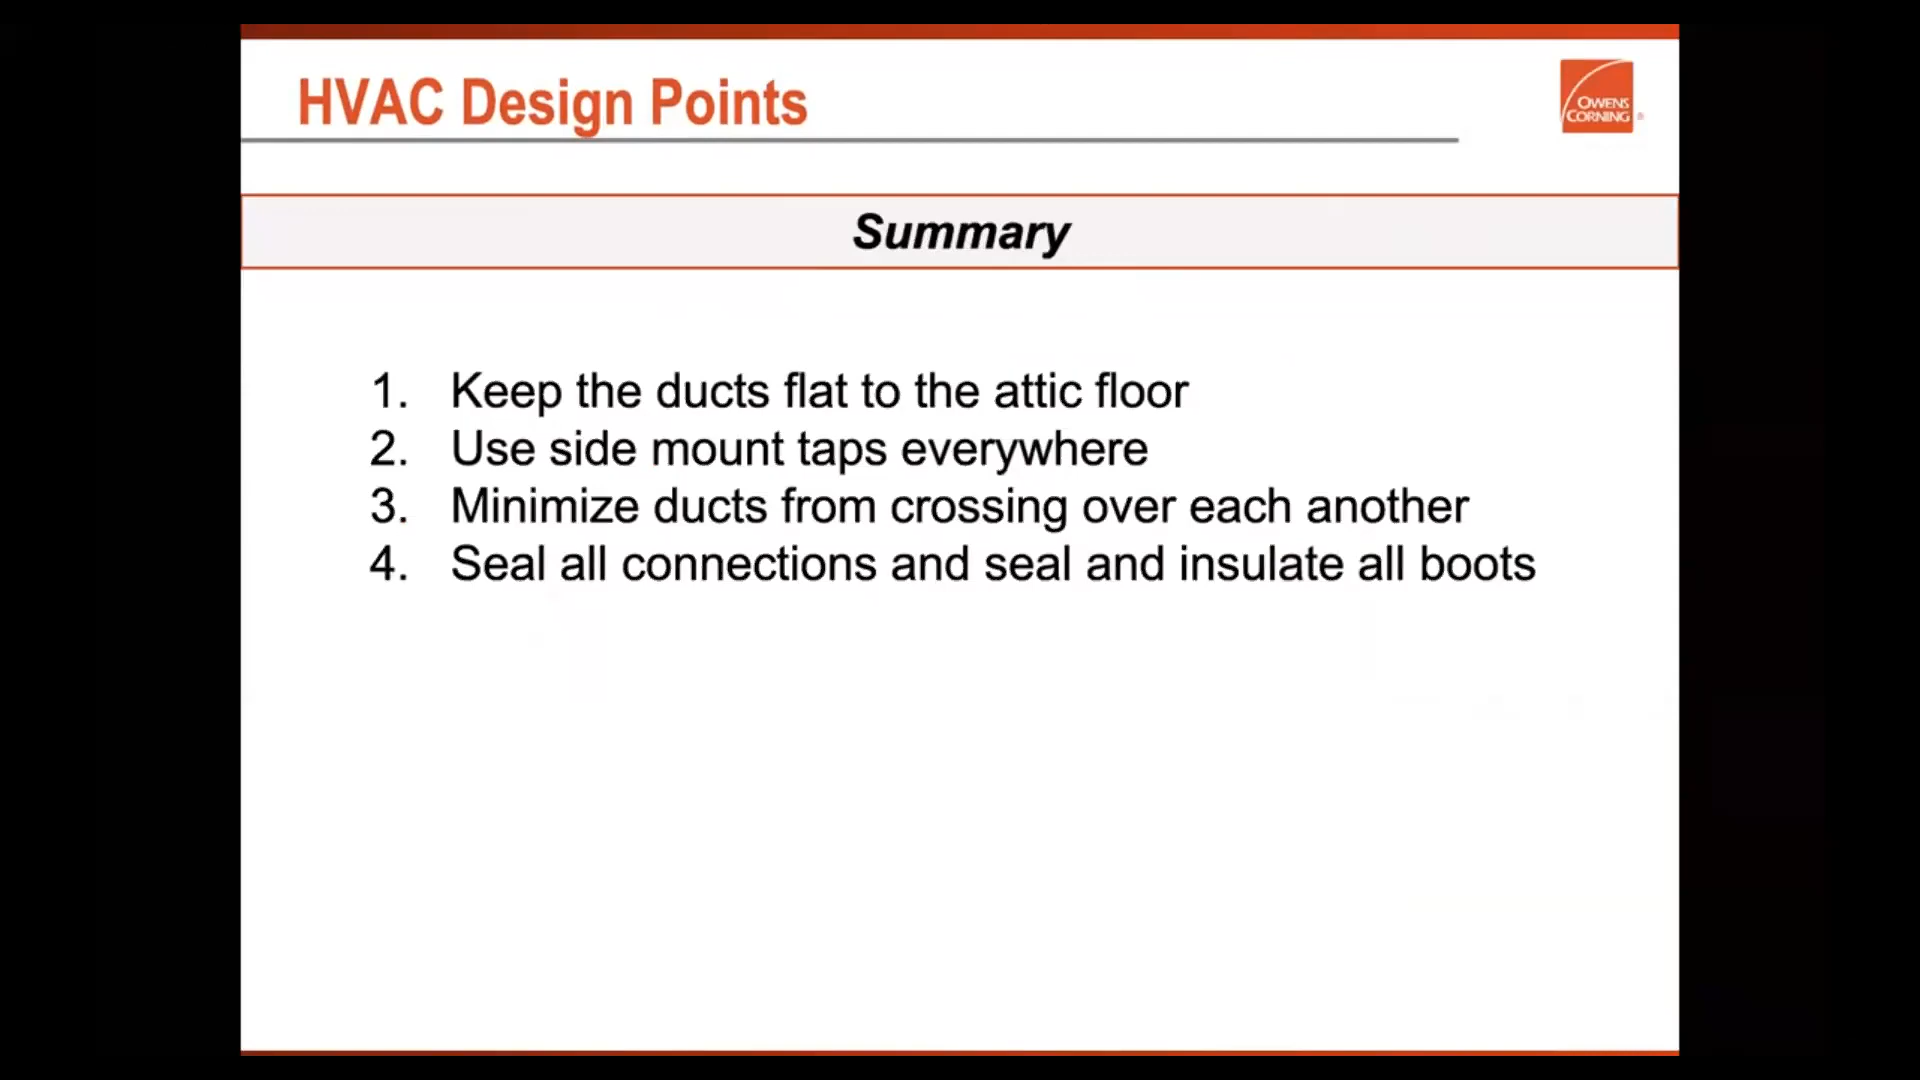 HVAC Design Points
OWENS
CORNING ®
Summary
1. Keep the ducts flat to the attic floor
2. Use side mount taps everywhere
3. Minimize ducts from crossing over each another
4. Seal all connections and seal and insulate all boots